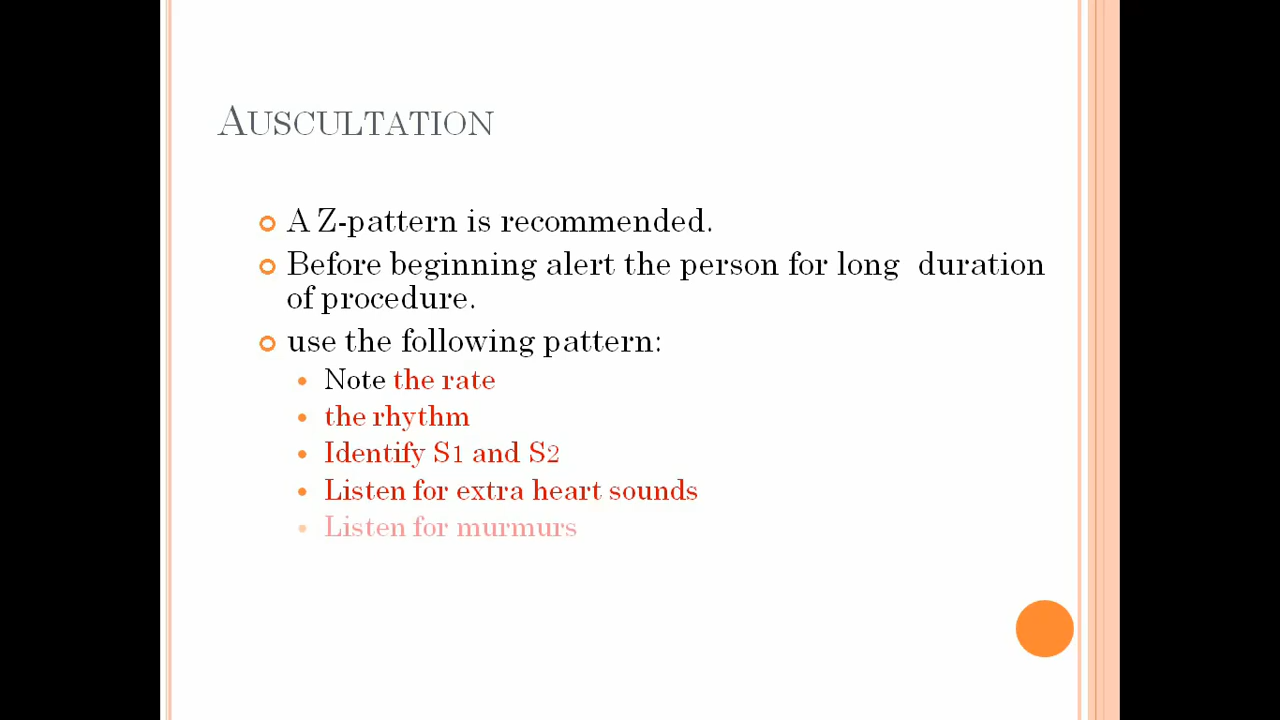 AUSCULTATION
A Z-pattern is recommended.
Before beginning alert the person for long duration
of procedure.
use the following pattern:
Note the rate
the rhythm
Identify S1 and S2
Listen for extra heart sounds
Listen for murmurs